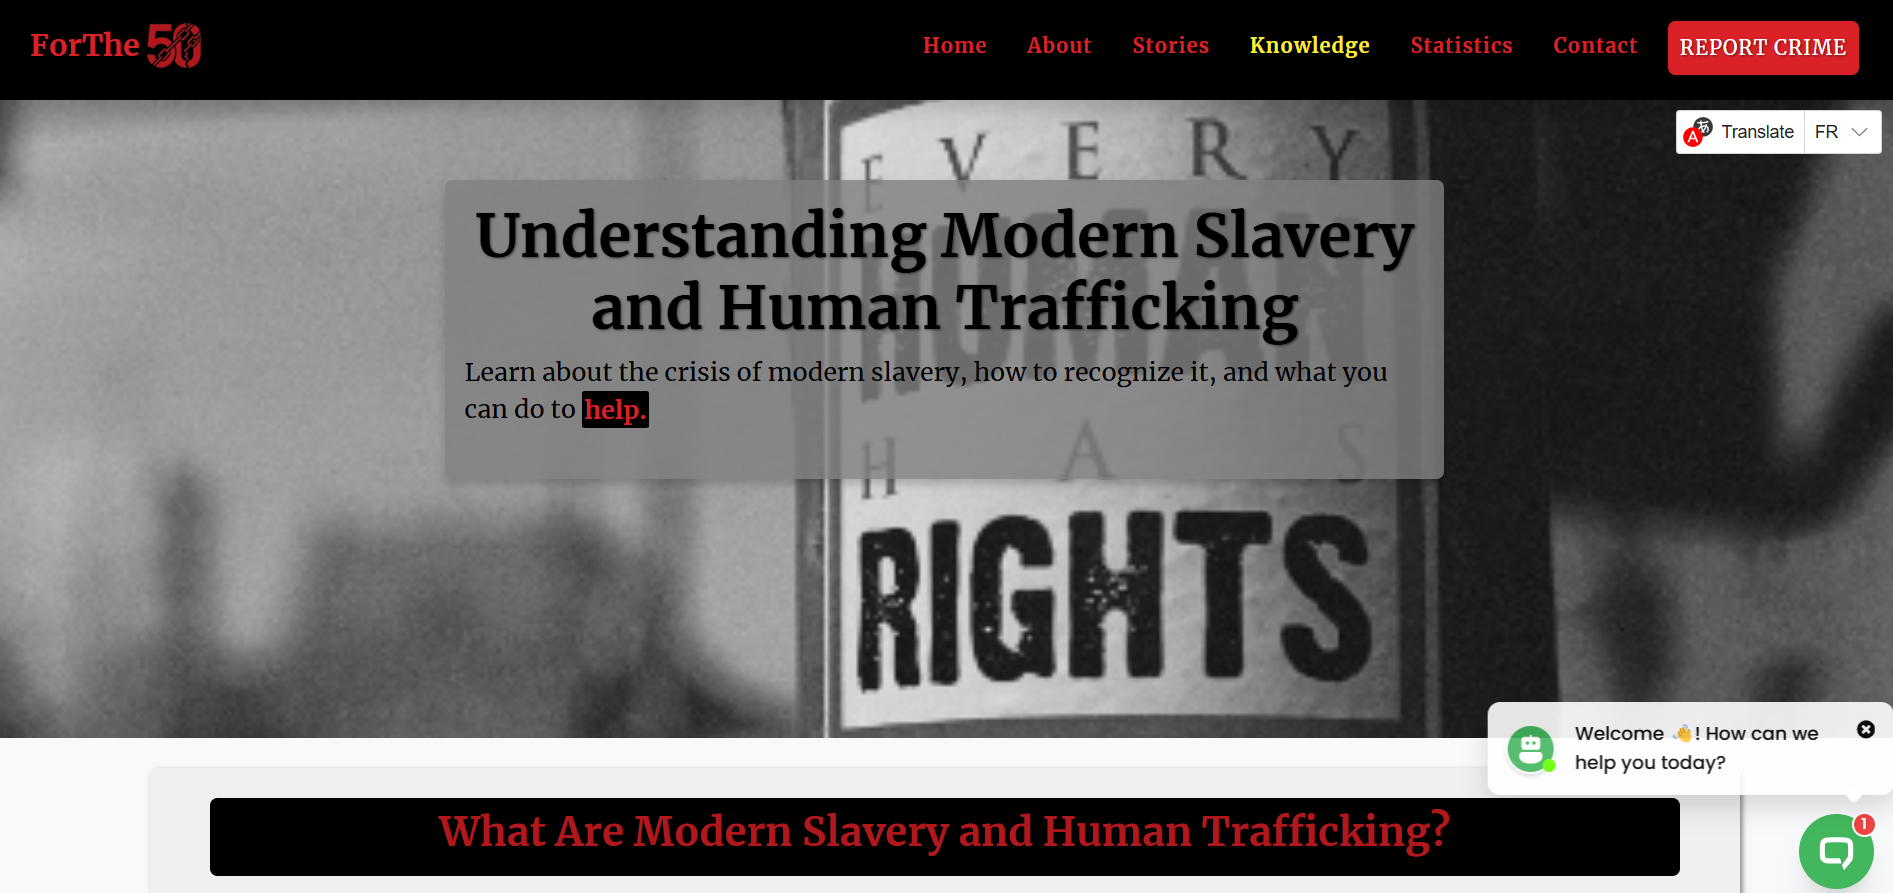 ForThe 50
Home About Stories Knowledge Statistics Contact REPORT CRIME
A あ Translate FR
EVERY
Understanding Modern Slavery
and Human Trafficking
HUMAN
Learn about the crisis of modern slavery, how to recognize it, and what you
can do to help.
HAS
RIGHTS
Welcome 👋! How can we
help you today?
What Are Modern Slavery and Human Trafficking?
1